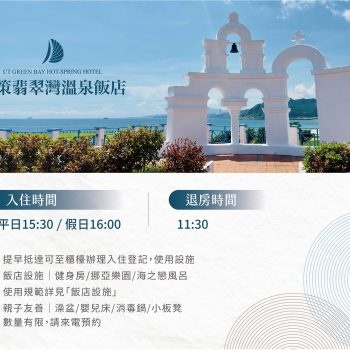 CT GREEN BAY HOT-SPRING HOTEL
策翡翠灣溫泉飯店
入住時間
平日15:30 / 假日16:00
退房時間
11:30
提早抵達可至櫃檯辦理入住登記,使用設施
飯店設施｜健身房/挪亞樂園/海之戀風呂
使用規範詳見「飯店設施」
親子友善｜澡盆/嬰兒床/消毒鍋/小板凳
數量有限,請來電預約